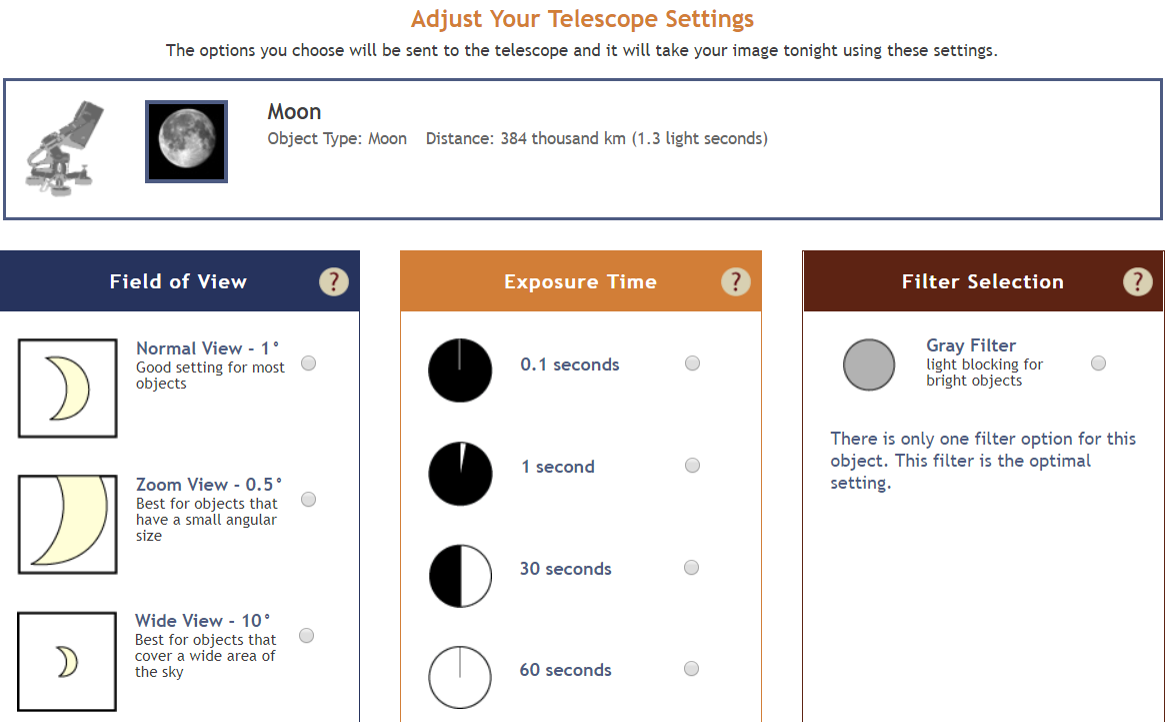 Adjust Your Telescope Settings
The options you choose will be sent to the telescope and it will take your image tonight using these settings.
Moon
Object Type: Moon Distance: 384 thousand km (1.3 light seconds)
Field of View ?
Normal View - 1°
Good setting for most
objects
Zoom View - 0.5°
Best for objects that
have a small angular
size
Wide View - 10°
Best for objects that
cover a wide area of
the sky
Exposure Time ?
0.1 seconds
1 second
30 seconds
60 seconds
Filter Selection ?
Gray Filter
light blocking for
bright objects
There is only one filter option for this
object. This filter is the optimal
setting.